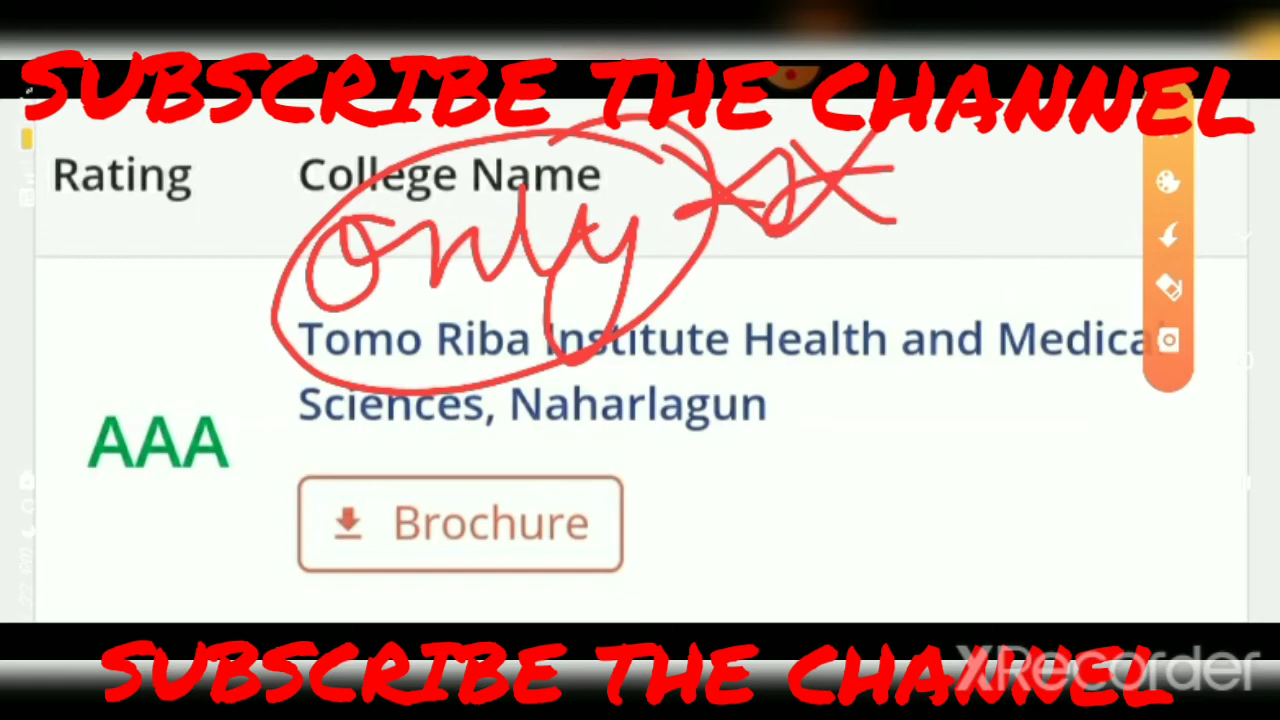 SUBSCRIBE THE CHANNEL
Rating College Name
only
Tomo Riba Institute Health and Medical
Sciences, Naharlagun
AAA
Brochure
SUBSCRIBE THE CHANNEL
XRecorder